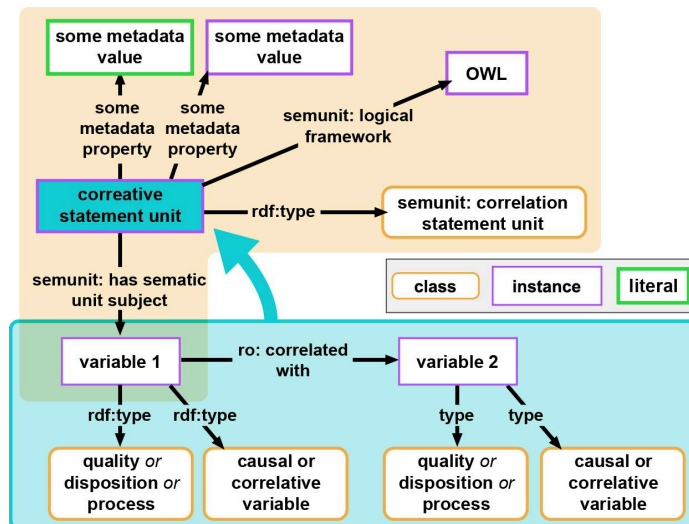 some metadata
value
some metadata
value
OWL
some
metadata
property
some
metadata
property
semunit: logical
framework
correative
statement unit
rdf:type
semunit: correlation
statement unit
semunit: has sematic
unit subject
class
instance
literal
variable 1
ro: correlated
with
variable 2
rdf:type
rdf:type
type
type
quality or
disposition or
process
causal or
correlative
variable
quality or
disposition or
process
causal or
correlative
variable